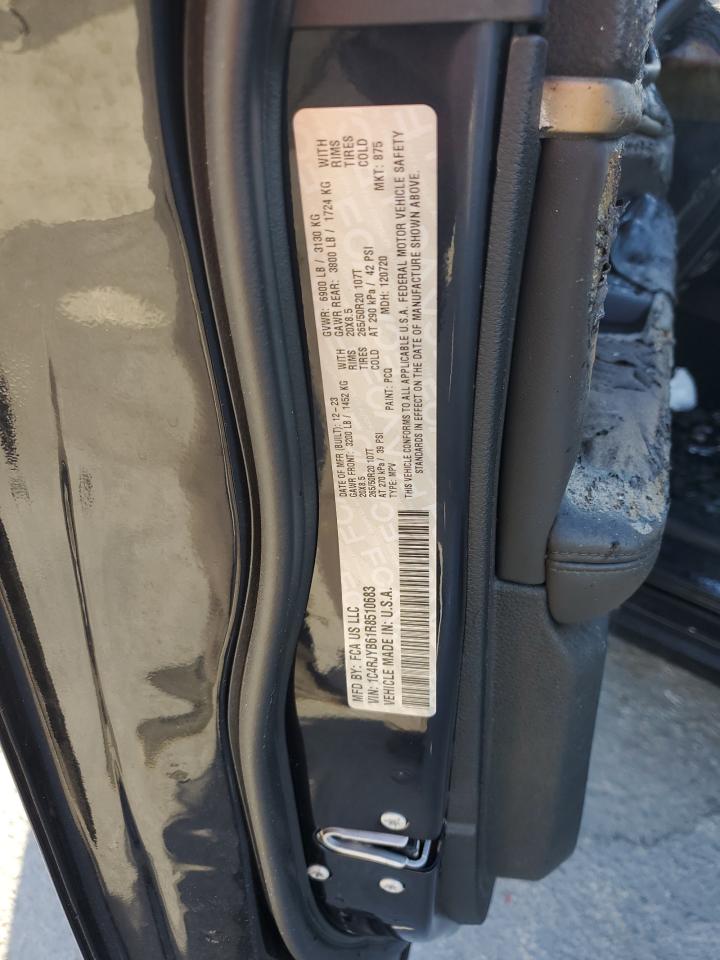 MFD BY: FCA US LLC
VIN: 1C4RJYB61R8510683
VEHICLE MADE IN: U.S.A.
DATE OF MFR (BUILT): 12-23
GAWR FRONT: 3200 LB / 1452 KG WITH
20X8.5 RIMS
265/50R20 107T TIRES
AT 270 kPa / 39 PSI COLD
TYPE: MPV PAINT: PCQ
GVWR: 6900 LB / 3130 KG
GAWR REAR: 3800 LB / 1724 KG WITH
20X8.5 RIMS
265/50R20 107T TIRES
AT 290 kPa / 42 PSI COLD
MDH: 120720 MKT: 875
THIS VEHICLE CONFORMS TO ALL APPLICABLE U.S.A. FEDERAL MOTOR VEHICLE SAFETY
STANDARDS IN EFFECT ON THE DATE OF MANUFACTURE SHOWN ABOVE.